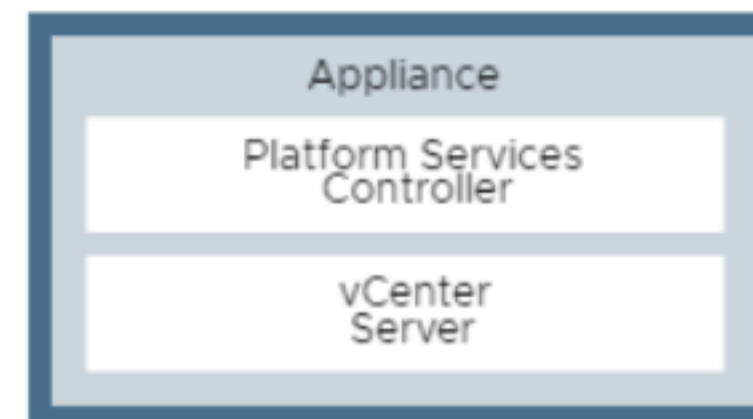 Appliance
Platform Services
Controller
vCenter
Server